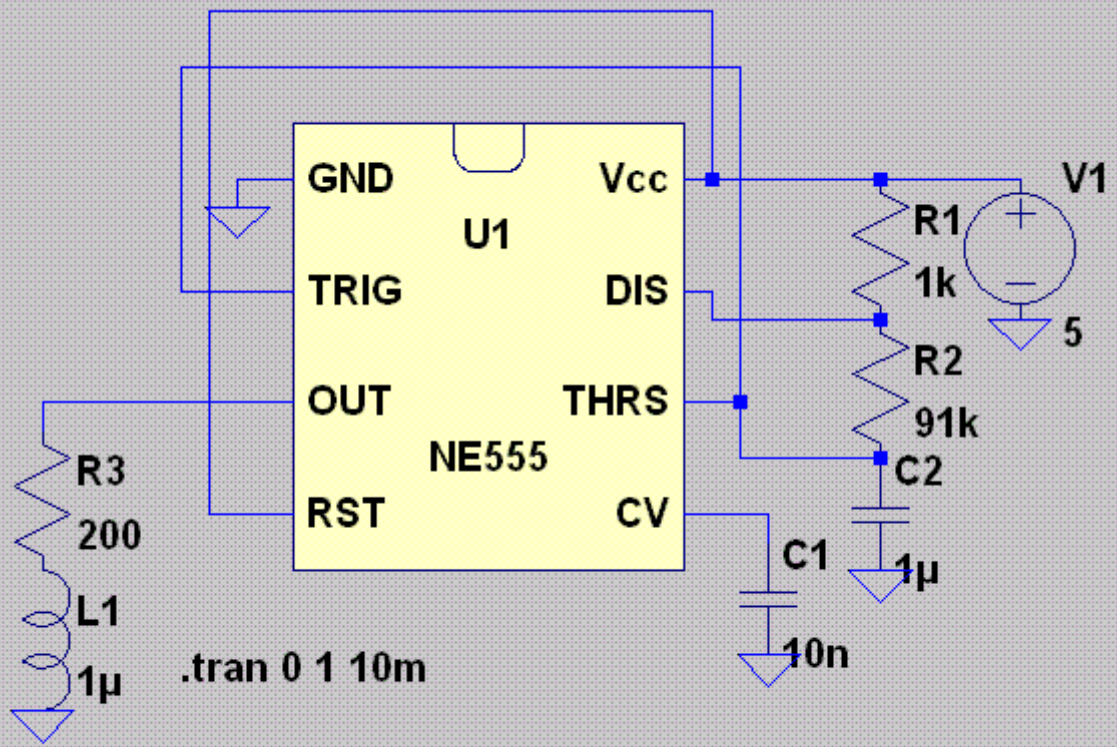 GND
Vcc
V1
U1
R1
1k
TRIG
DIS
5
R2
91k
OUT
THRS
NE555
C2
R3
200
RST
CV
C1
1µ
L1
1µ
.tran 0 1 10m
10n